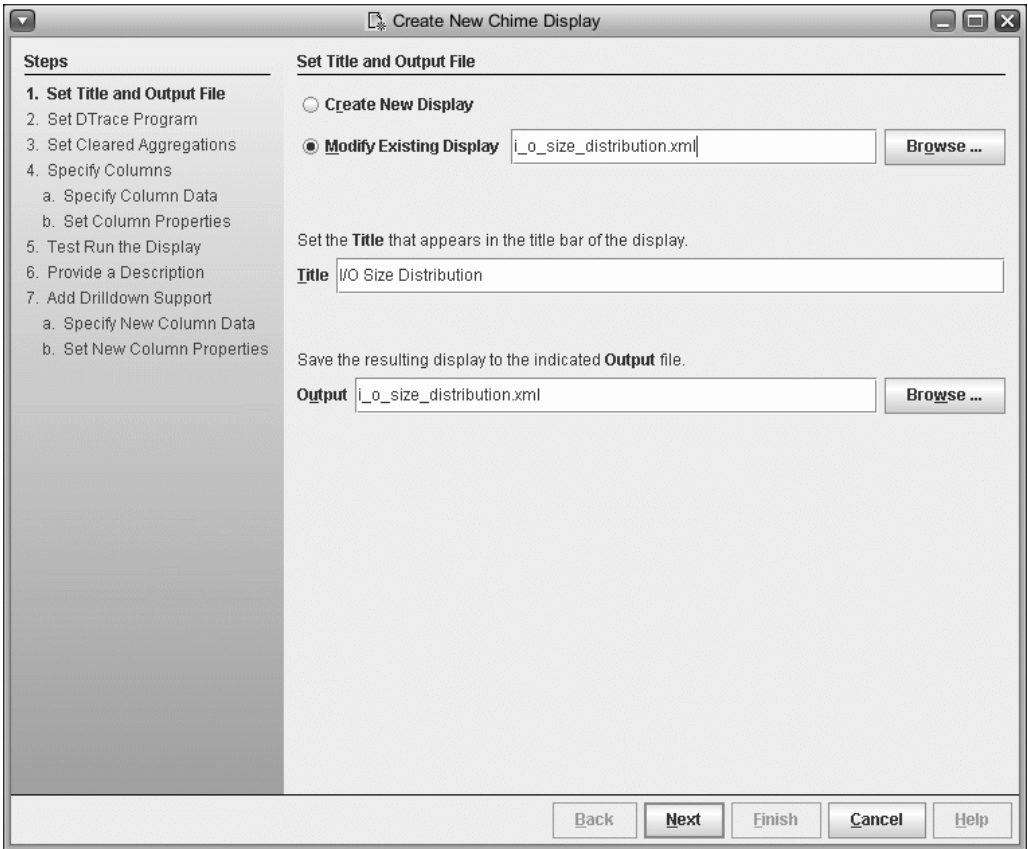 Create New Chime Display
Steps
1. Set Title and Output File
2. Set DTrace Program
3. Set Cleared Aggregations
4. Specify Columns
a. Specify Column Data
b. Set Column Properties
5. Test Run the Display
6. Provide a Description
7. Add Drilldown Support
a. Specify New Column Data
b. Set New Column Properties
Set Title and Output File
Create New Display
Modify Existing Display i_o_size_distribution.xml Browse ...
Set the Title that appears in the title bar of the display.
Title I/O Size Distribution
Save the resulting display to the indicated Output file.
Output i_o_size_distribution.xml Browse ...
Back Next Finish Cancel Help